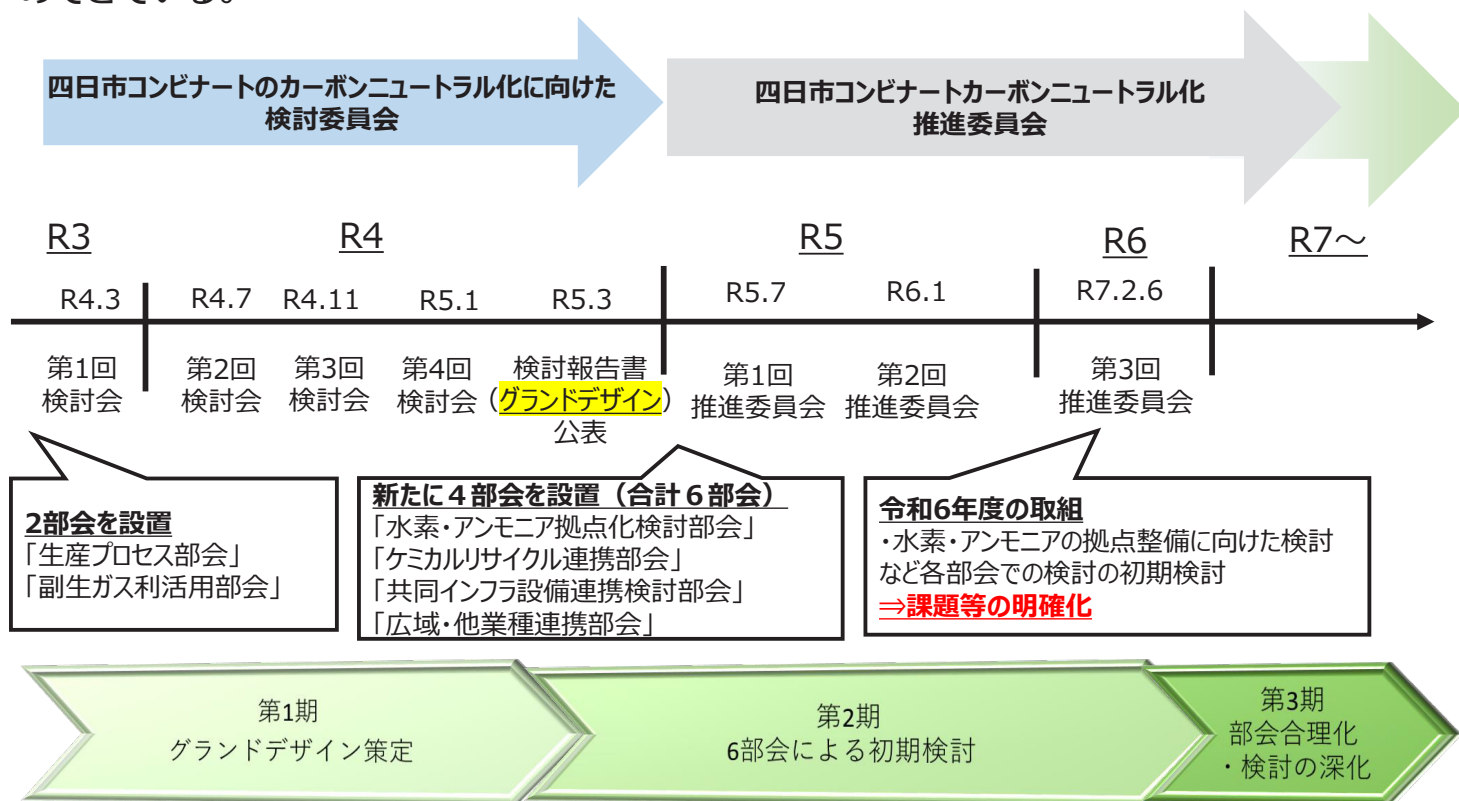 めてきている。
四日市コンビナートのカーボンニュートラル化に向けた
検討委員会
四日市コンビナートカーボンニュートラル化
推進委員会
R3
R4
R5
R6
R7～
R4.3
R4.7
R4.11
R5.1
R5.3
R5.7
R6.1
R7.2.6
第1回
検討会
第2回
検討会
第3回
検討会
第4回
検討会
検討報告書
（グランドデザイン）
公表
第1回
推進委員会
第2回
推進委員会
第3回
推進委員会
2部会を設置
「生産プロセス部会」
「副生ガス利活用部会」
新たに４部会を設置（合計６部会）
「水素・アンモニア拠点化検討部会」
「ケミカルリサイクル連携部会」
「共同インフラ設備連携検討部会」
「広域・他業種連携部会」
令和6年度の取組
・水素・アンモニアの拠点整備に向けた検討
など各部会での検討の初期検討
⇒課題等の明確化
第1期
グランドデザイン策定
第2期
6部会による初期検討
第3期
部会合理化
・検討の深化